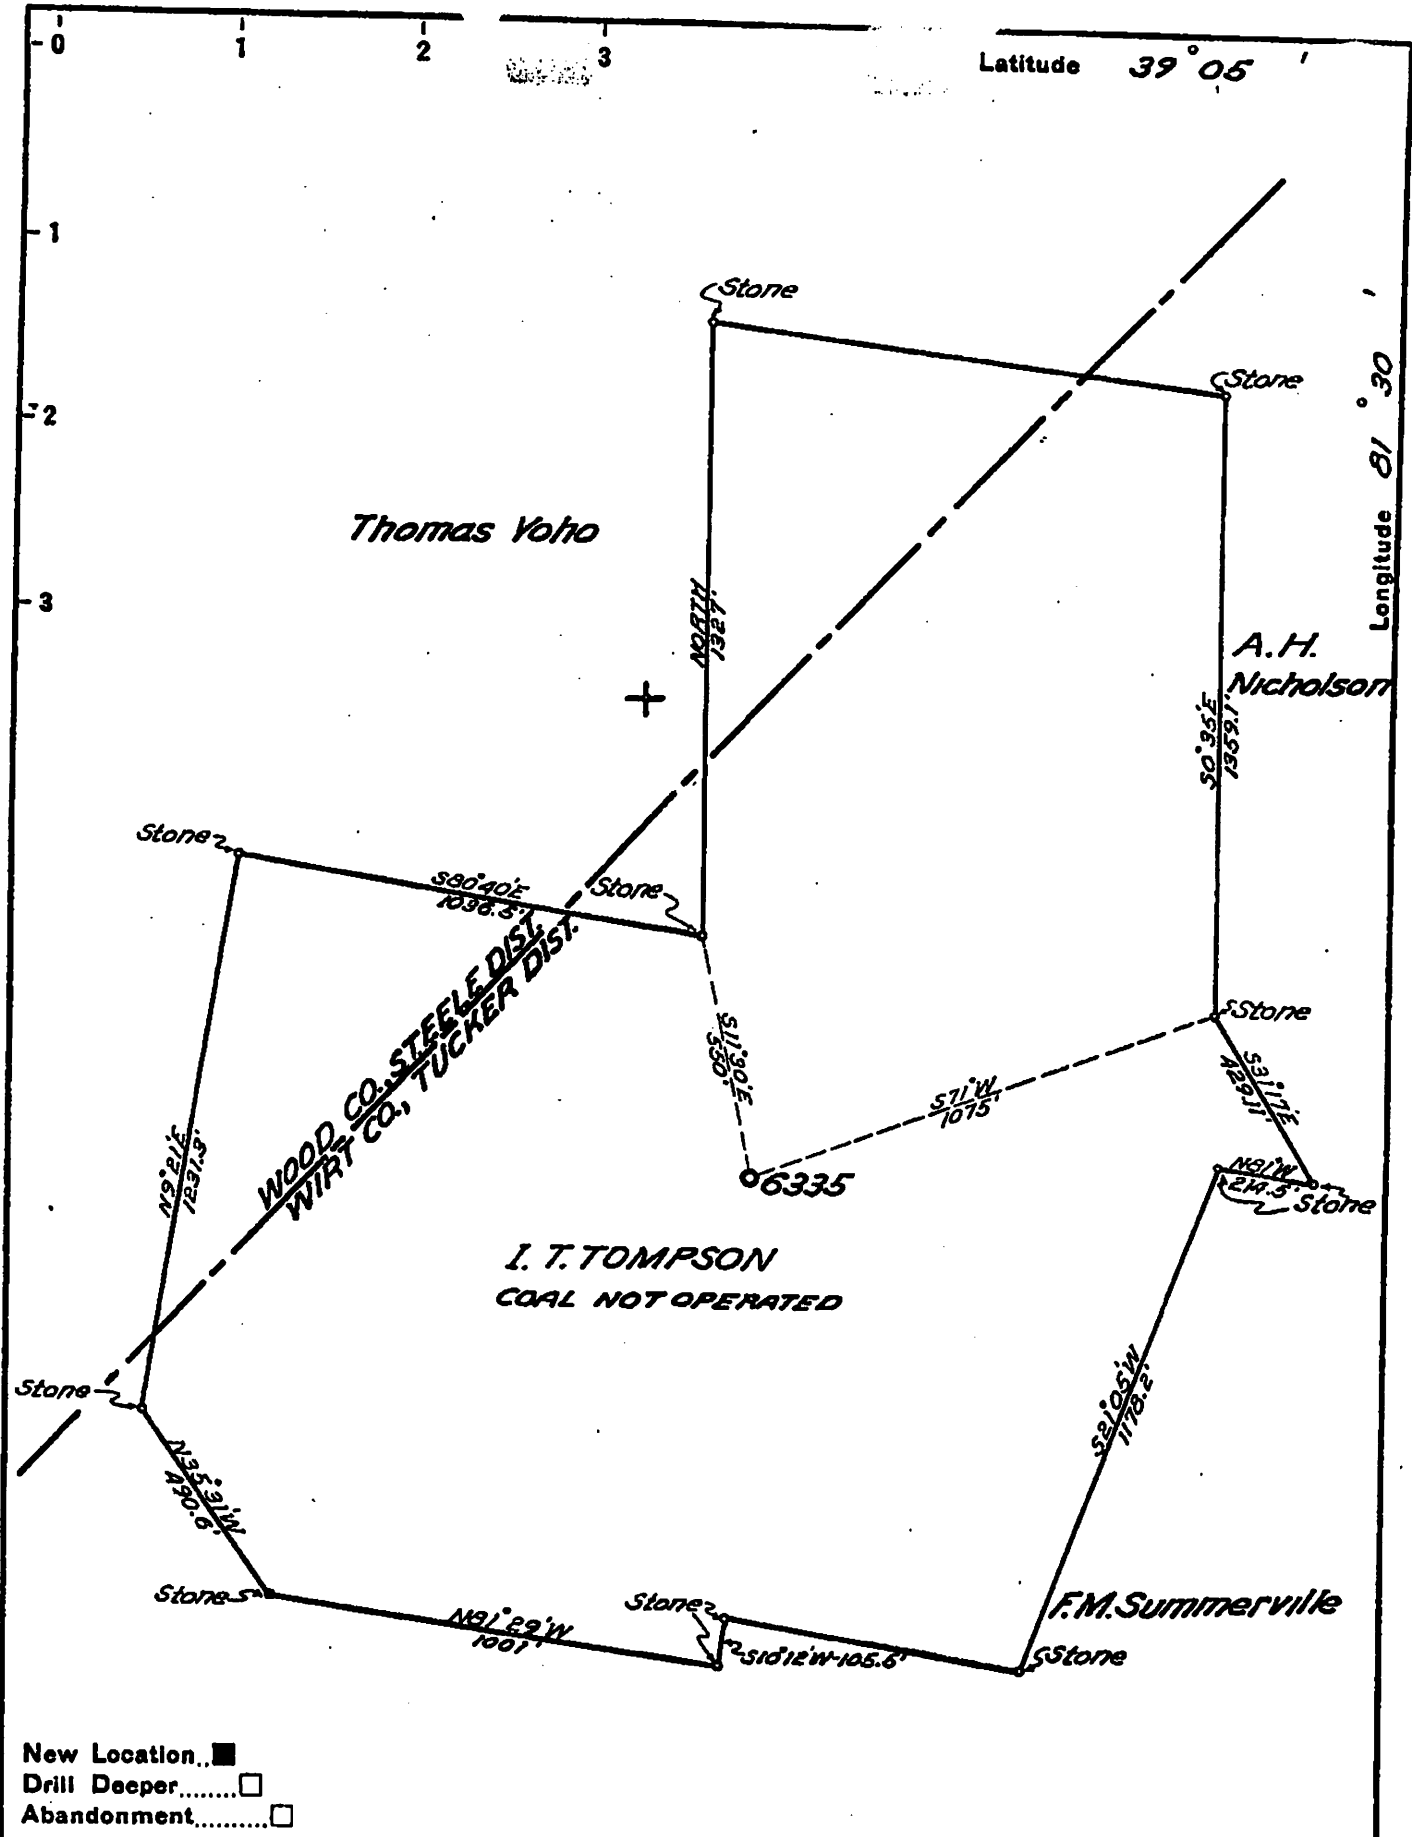 0
1
2
3
Latitude 39°05'
1
2
3
Longitude 81°30'
Stone
Stone
Thomas Yoho
NORTH
1327'
A.H.
Nicholson
S0°35'E
1359.1'
Stone
S80°40'E
1096.5'
Stone
WOOD CO., STEELE DIST.
WIRT CO., TUCKER DIST.
S11°30'E
550'
Stone
S71°W
1075'
S31°17'E
429.11'
N9°21'E
1231.3'
6335
N81°W
214.5'
Stone
I. T. TOMPSON
COAL NOT OPERATED
Stone
S21°05'W
1178.2'
N35°31'W
490.6'
Stone
Stone
F.M. Summerville
N81°29'W
1001'
S10°12'W-105.6'
Stone
New Location..
Drill Deeper........
Abandonment..........